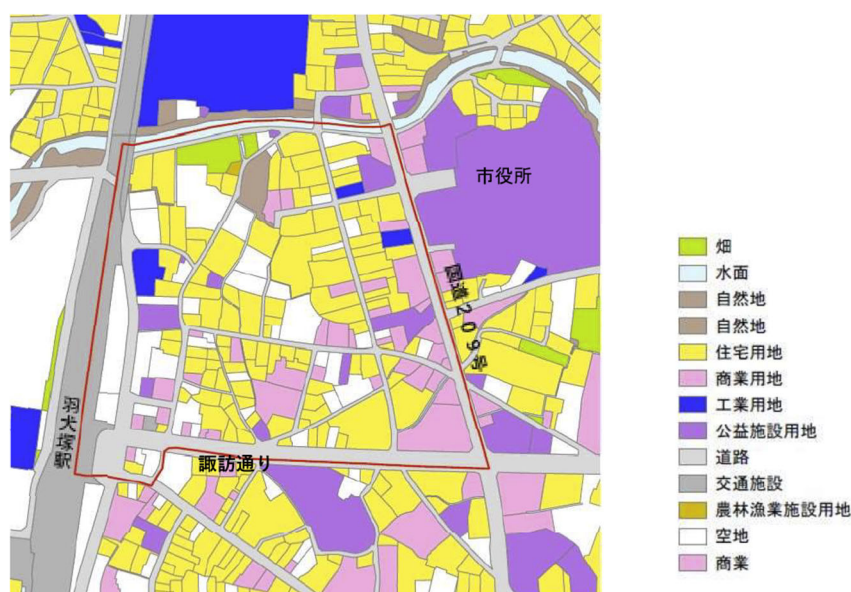 市役所
国道209号
羽犬塚駅
諏訪通り
畑
水面
自然地
自然地
住宅用地
商業用地
工業用地
公益施設用地
道路
交通施設
農林漁業施設用地
空地
商業